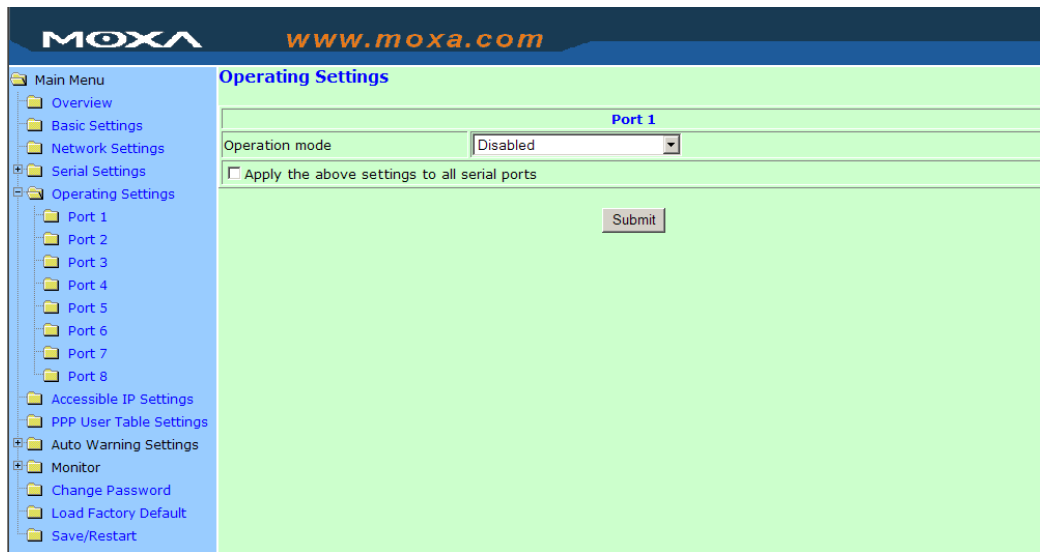 MOXA www.moxa.com
Main Menu
Overview
Basic Settings
Network Settings
Serial Settings
Operating Settings
Port 1
Port 2
Port 3
Port 4
Port 5
Port 6
Port 7
Port 8
Accessible IP Settings
PPP User Table Settings
Auto Warning Settings
Monitor
Change Password
Load Factory Default
Save/Restart
Operating Settings
Port 1
Operation mode Disabled
Apply the above settings to all serial ports
Submit